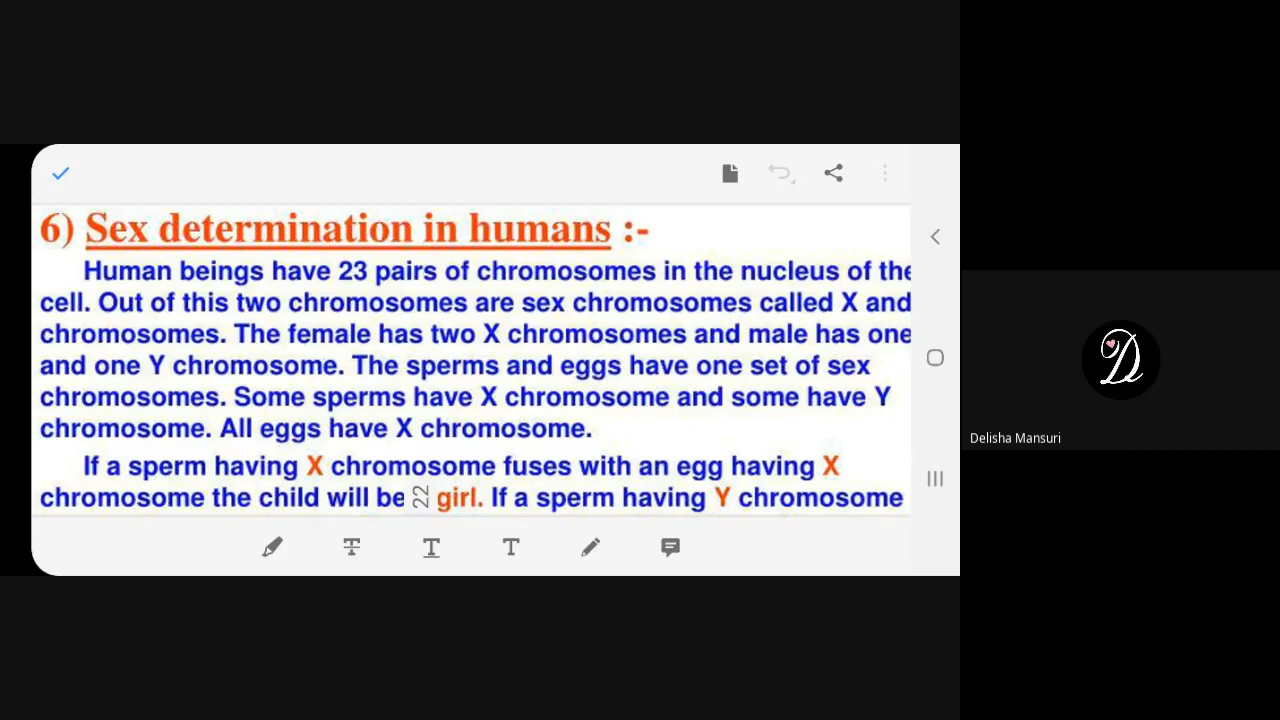 6) Sex determination in humans :-
Human beings have 23 pairs of chromosomes in the nucleus of the
cell. Out of this two chromosomes are sex chromosomes called X and
chromosomes. The female has two X chromosomes and male has one
and one Y chromosome. The sperms and eggs have one set of sex
chromosomes. Some sperms have X chromosome and some have Y
chromosome. All eggs have X chromosome.
If a sperm having X chromosome fuses with an egg having X
chromosome the child will be 22 girl. If a sperm having Y chromosome
T T T
D
Delisha Mansuri